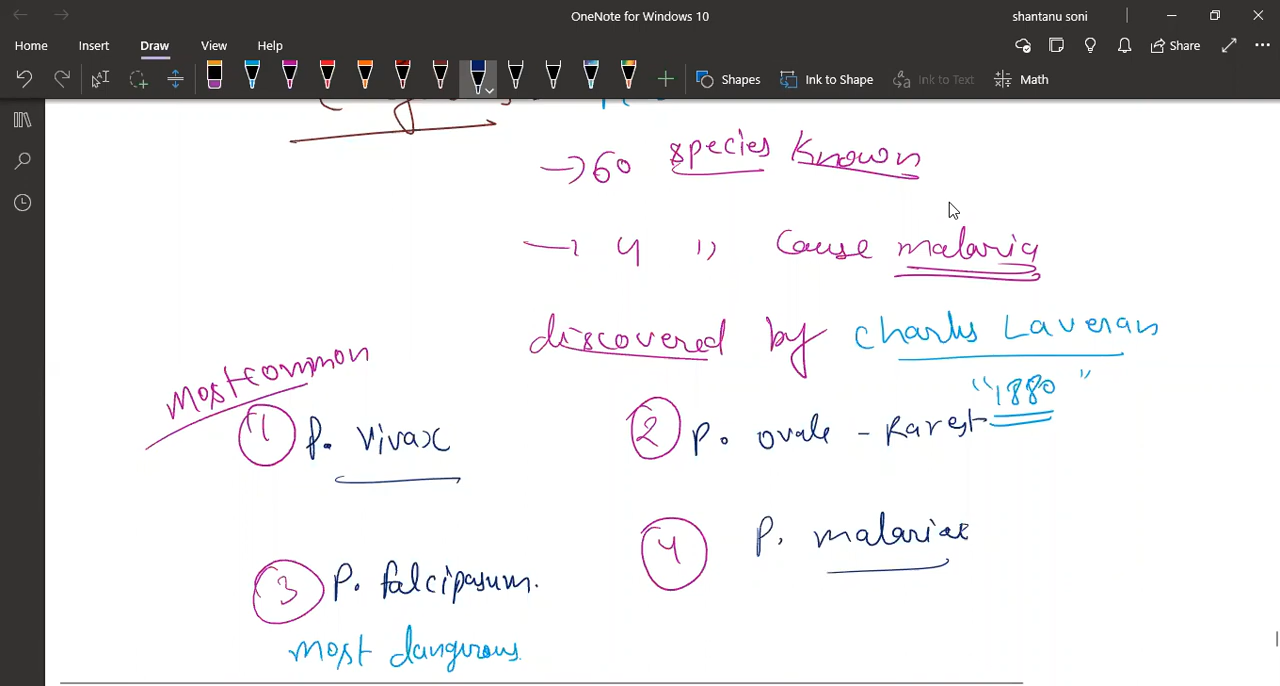 OneNote for Windows 10
shantanu soni
Home Insert Draw View Help
Share
Shapes
Ink to Shape
Ink to Text
Math
→ 60 species known
→ 4 " cause malaria
discovered by Charles Laveran
"1880"
Most common
1 P. vivax
2 P. ovale - Rarest
3 P. falciparum.
most dangerous
4 P. malariae